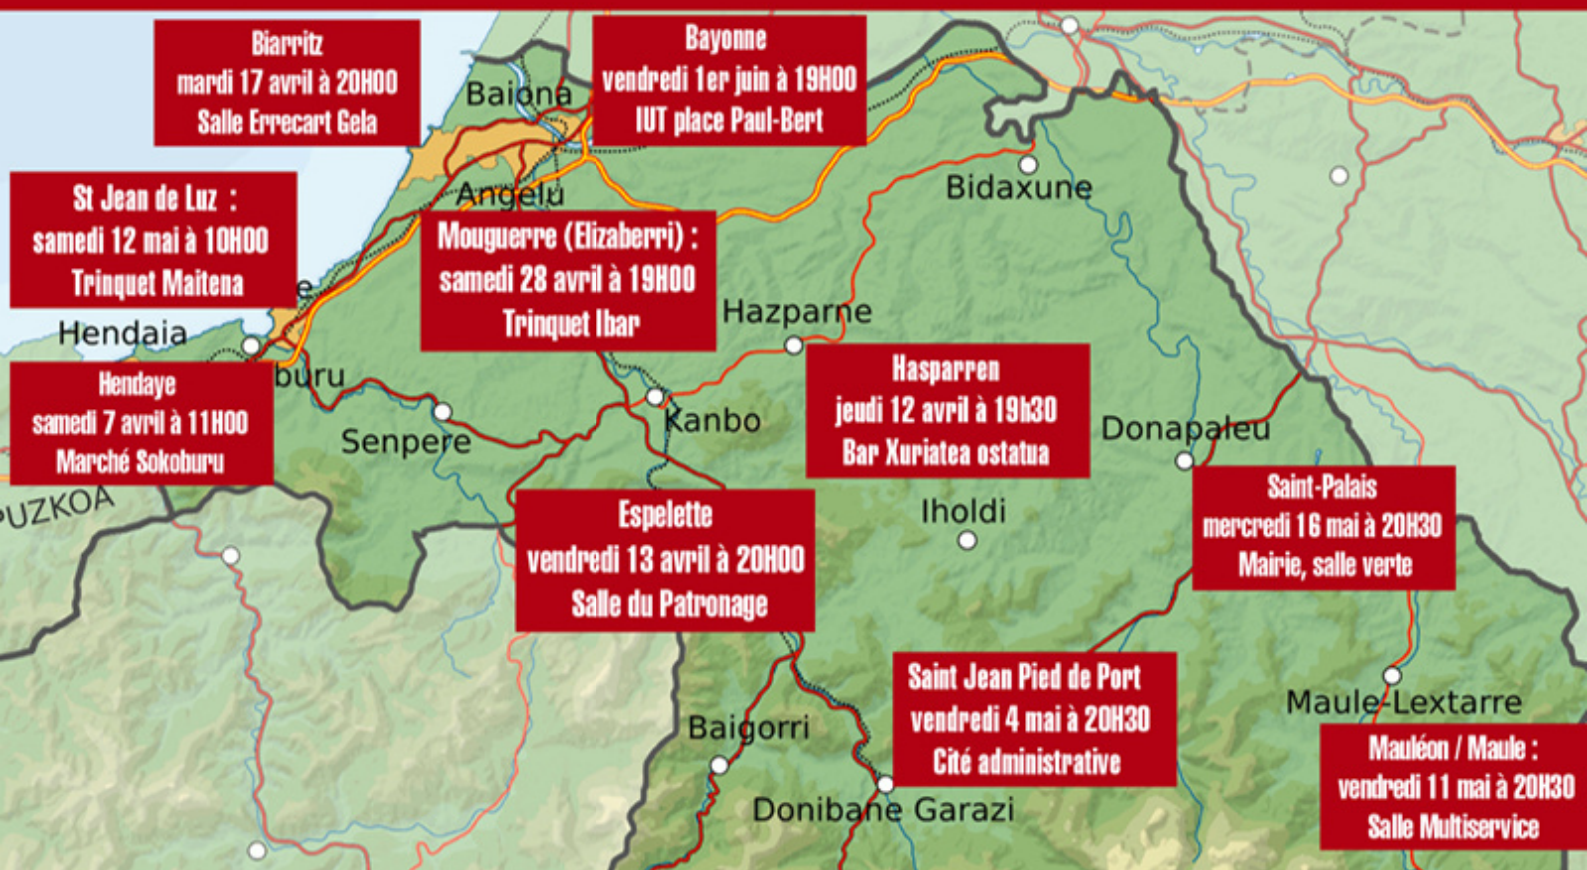 Biarritz
mardi 17 avril à 20H00
Salle Errecart Gela
Bayonne
vendredi 1er juin à 19H00
IUT place Paul-Bert
Baiona
St Jean de Luz :
samedi 12 mai à 10H00
Trinquet Maitena
Angelu
Bidaxune
Mouguerre (Elizaberri) :
samedi 28 avril à 19H00
Trinquet Ibar
e
Hendaia
Hazparne
Hendaye
samedi 7 avril à 11H00
Marché Sokoburu
buru
Senpere
Kanbo
Hasparren
jeudi 12 avril à 19h30
Bar Xuriatea ostatua
Donapaleu
PUZKOA
Espelette
vendredi 13 avril à 20H00
Salle du Patronage
Iholdi
Saint-Palais
mercredi 16 mai à 20H30
Mairie, salle verte
Saint Jean Pied de Port
vendredi 4 mai à 20H30
Cité administrative
Baigorri
Donibane Garazi
Maule-Lextarre
Mauléon / Maule :
vendredi 11 mai à 20H30
Salle Multiservice